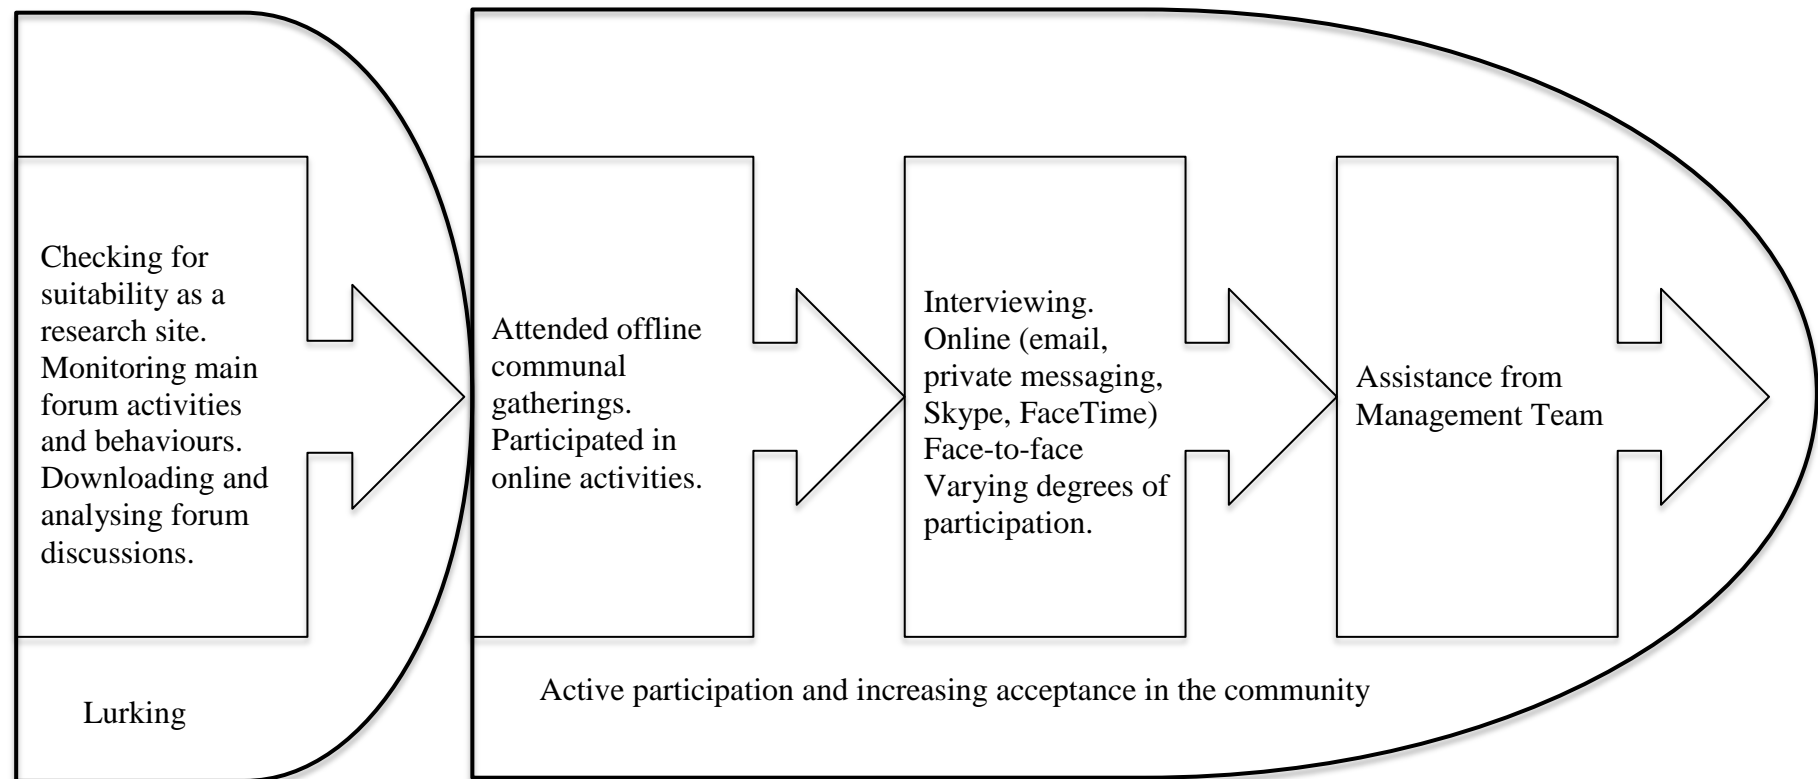 Checking for
suitability as a
research site.
Monitoring main
forum activities
and behaviours.
Downloading and
analysing forum
discussions.
Lurking
Attended offline
communal
gatherings.
Participated in
online activities.
Interviewing.
Online (email,
private messaging,
Skype, FaceTime)
Face-to-face
Varying degrees of
participation.
Assistance from
Management Team
Active participation and increasing acceptance in the community